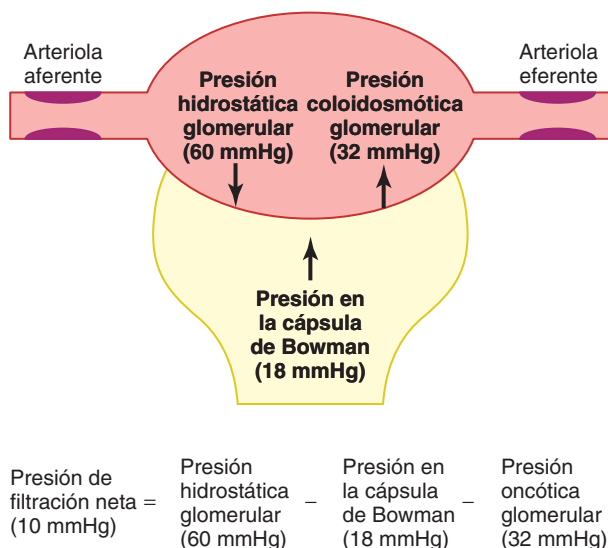 Arteriola
aferente
Presión
hidrostática
glomerular
(60 mmHg)
Presión
coloidosmótica
glomerular
(32 mmHg)
Arteriola
eferente
Presión en
la cápsula
de Bowman
(18 mmHg)
Presión de
filtración neta =
(10 mmHg)
Presión
hidrostática
glomerular
(60 mmHg)
–
Presión en
la cápsula
de Bowman
(18 mmHg)
–
Presión
oncótica
glomerular
(32 mmHg)